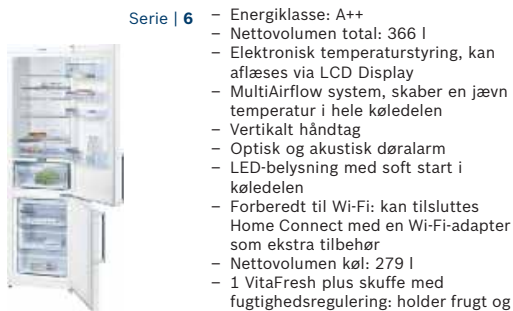 Serie | 6
– Energiklasse: A++
– Nettovolumen total: 366 l
– Elektronisk temperaturstyring, kan
aflæses via LCD Display
– MultiAirflow system, skaber en jævn
temperatur i hele køledelen
– Vertikalt håndtag
– Optisk og akustisk døralarm
– LED-belysning med soft start i
køledelen
– Forberedt til Wi-Fi: kan tilsluttes
Home Connect med en Wi-Fi-adapter
som ekstra tilbehør
– Nettovolumen køl: 279 l
– 1 VitaFresh plus skuffe med
fugtighedsregulering: holder frugt og